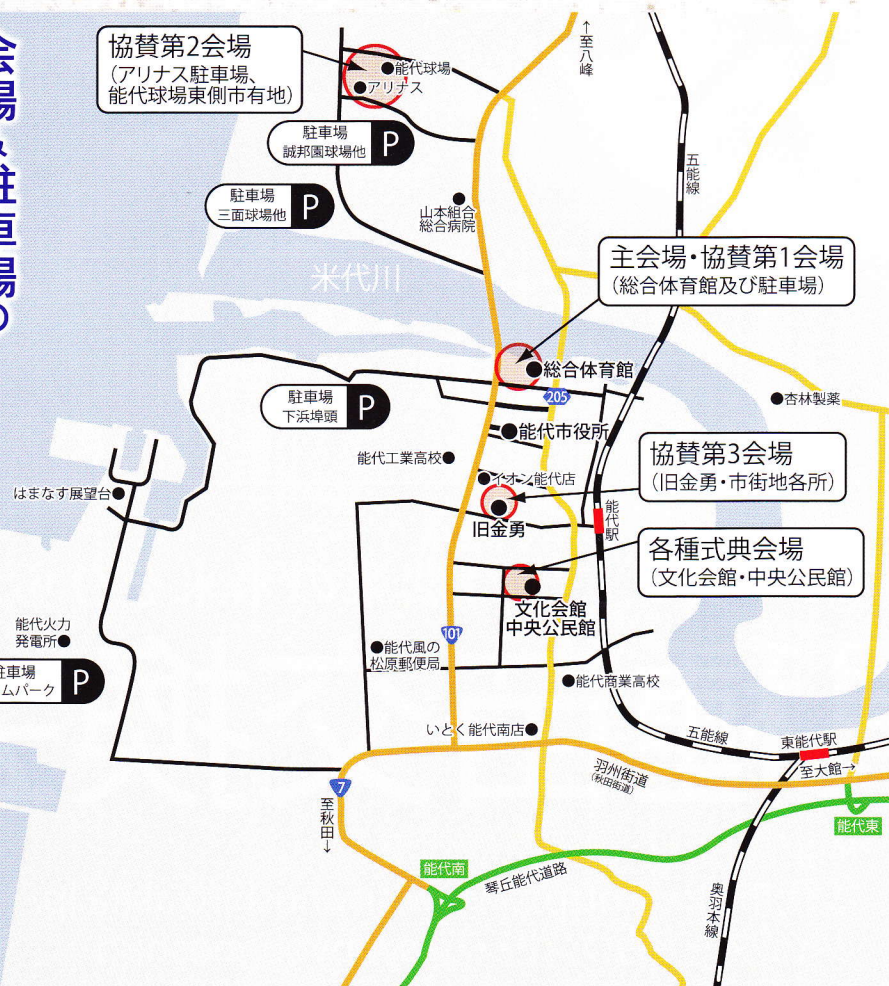 会場&駐車場の
協賛第2会場
(アリナス駐車場、
能代球場東側市有地)
能代球場
アリナス
↑至八峰
駐車場
誠邦園球場他
P
五能線
駐車場
三面球場他
P
山本組合
総合病院
米代川
主会場・協賛第1会場
(総合体育館及び駐車場)
総合体育館
205
駐車場
下浜埠頭
P
杏林製薬
能代市役所
能代工業高校
協賛第3会場
(旧金勇・市街地各所)
イオン能代店
はまなす展望台
旧金勇
能代駅
各種式典会場
(文化会館・中央公民館)
文化会館
中央公民館
能代火力
発電所
101
能代風の
松原郵便局
駐車場
ムパーク
P
能代商業高校
いとく能代南店
五能線
東能代駅
至大館→
羽州街道
(秋田街道)
7
至秋田↓
能代東
能代南
琴丘能代道路
奥羽本線